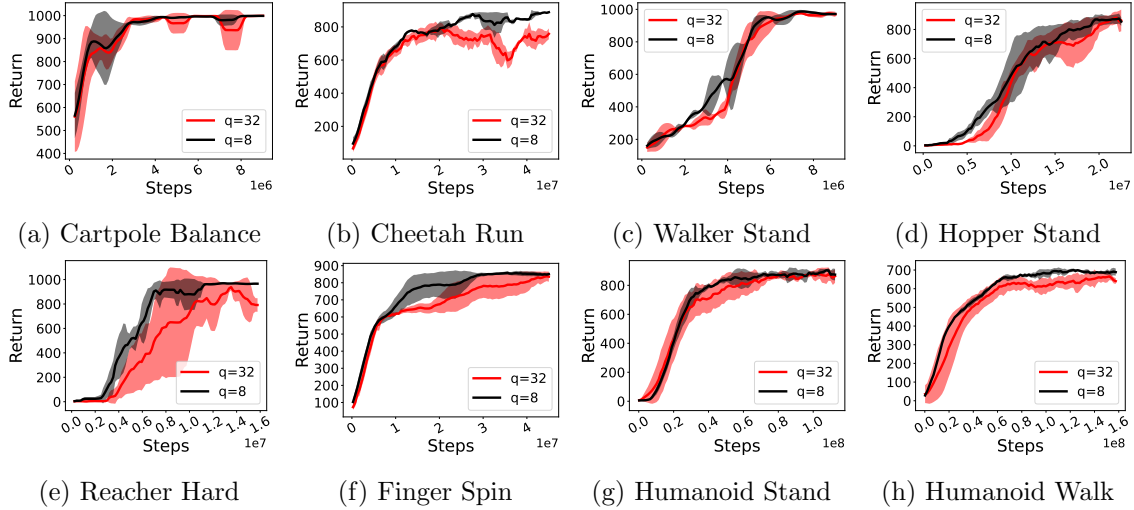 1000
900
800
700
600
500
400
Return
q=32
q=8
0 2 4 6 8
Steps
1e6
(a) Cartpole Balance
800
600
400
200
Return
q=32
q=8
0 1 2 3 4
Steps
1e7
(b) Cheetah Run
1000
800
600
400
200
Return
q=32
q=8
0 2 4 6 8
Steps
1e6
(c) Walker Stand
1000
800
600
400
200
0
Return
q=32
q=8
0.0 0.5 1.0 1.5 2.0
Steps
1e7
(d) Hopper Stand
1000
800
600
400
200
0
Return
q=32
q=8
0.0 0.2 0.4 0.6 0.8 1.0 1.2 1.4 1.6
Steps
1e7
(e) Reacher Hard
900
800
700
600
500
400
300
200
100
Return
q=32
q=8
0 1 2 3 4
Steps
1e7
(f) Finger Spin
800
600
400
200
0
Return
q=32
q=8
0.0 0.2 0.4 0.6 0.8 1.0
Steps
1e8
(g) Humanoid Stand
700
600
500
400
300
200
100
0
Return
q=32
q=8
0.0 0.2 0.4 0.6 0.8 1.0 1.2 1.4 1.6
Steps
1e8
(h) Humanoid Walk